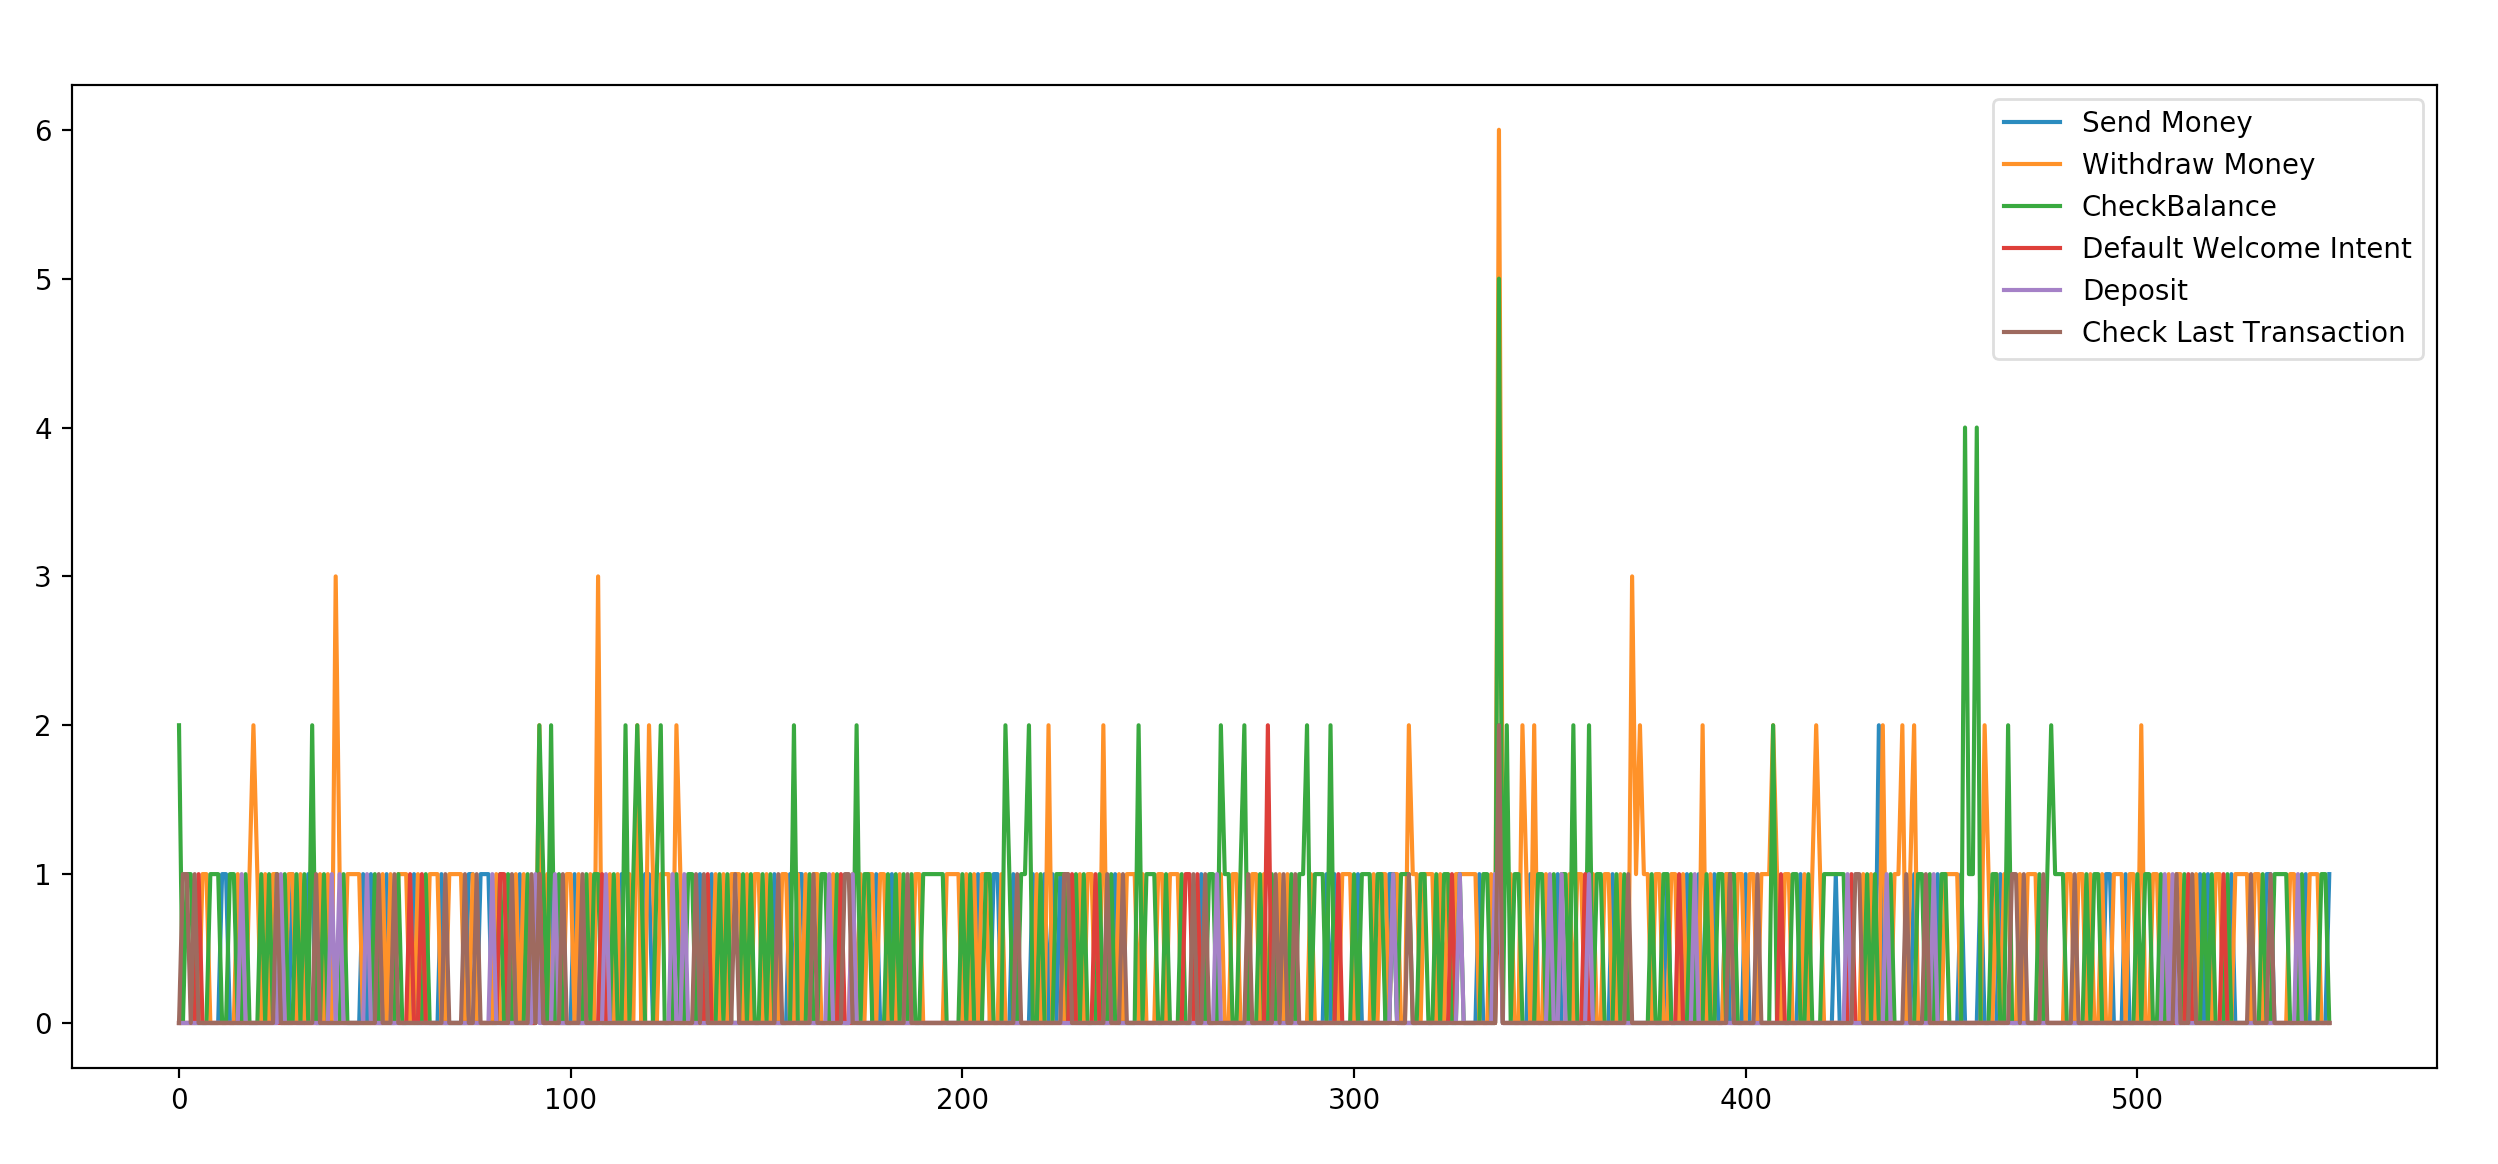 6
5
4
3
2
1
0
0 100 200 300 400 500
Send Money
Withdraw Money
CheckBalance
Default Welcome Intent
Deposit
Check Last Transaction